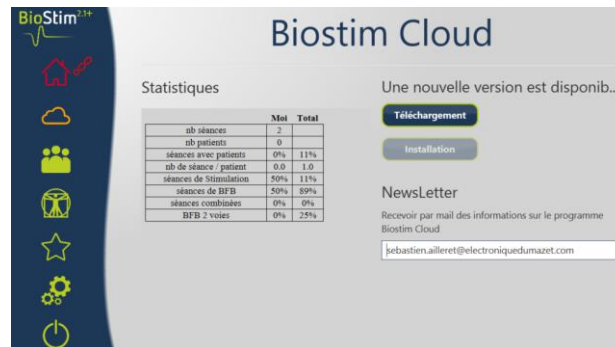 BioStim 2.1+
Biostim Cloud
Statistiques
Moi Total
nb séances 2
nb patients 0
séances avec patients 0% 11%
nb de séance / patient 0.0 1.0
séances de Stimulation 50% 11%
séances de BFB 50% 89%
séances combinées 0% 0%
BFB 2 voies 0% 25%
Une nouvelle version est disponib...
Téléchargement
Installation
NewsLetter
Recevoir par mail des informations sur le programme
Biostim Cloud
sebastien.ailleret@electroniquedumazet.com